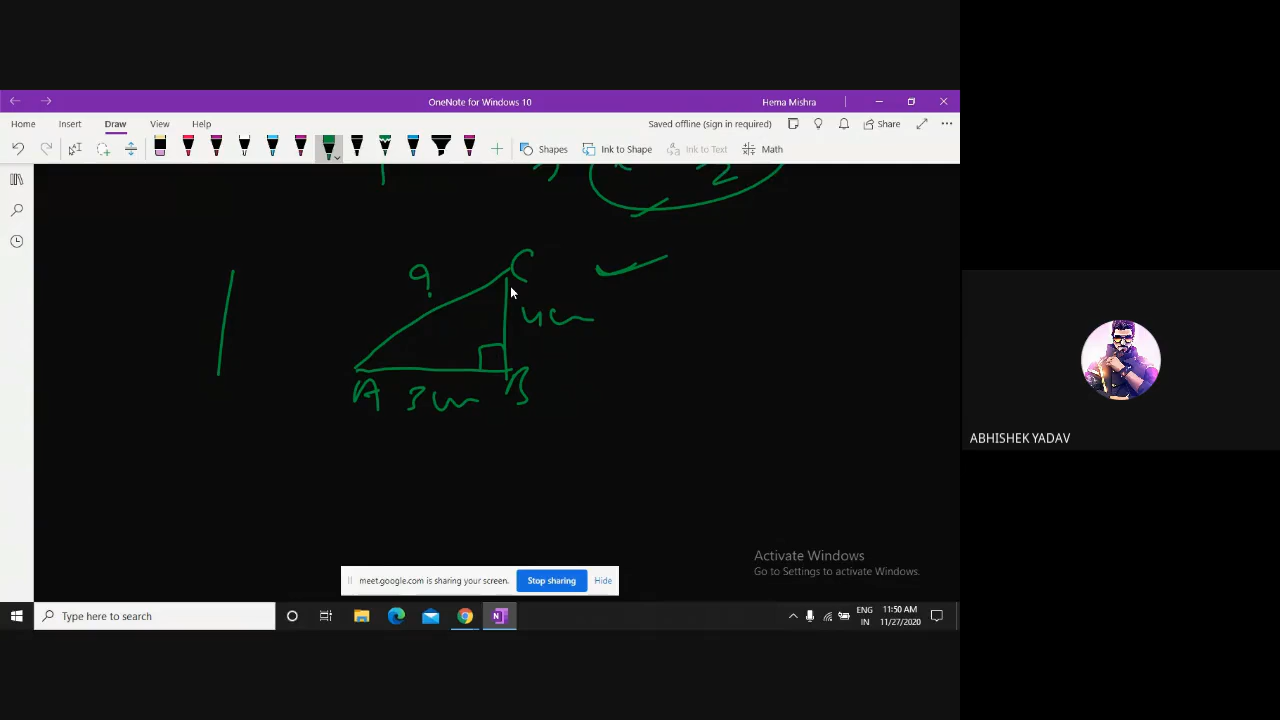 OneNote for Windows 10
Hema Mishra
Home Insert Draw View Help
Saved offline (sign in required)
Share
Shapes
Ink to Shape
Ink to Text
Math
2
?
C
4cm
A 3cm B
ABHISHEK YADAV
Activate Windows
Go to Settings to activate Windows.
meet.google.com is sharing your screen.
Stop sharing
Hide
Type here to search
ENG
IN
11:50 AM
11/27/2020